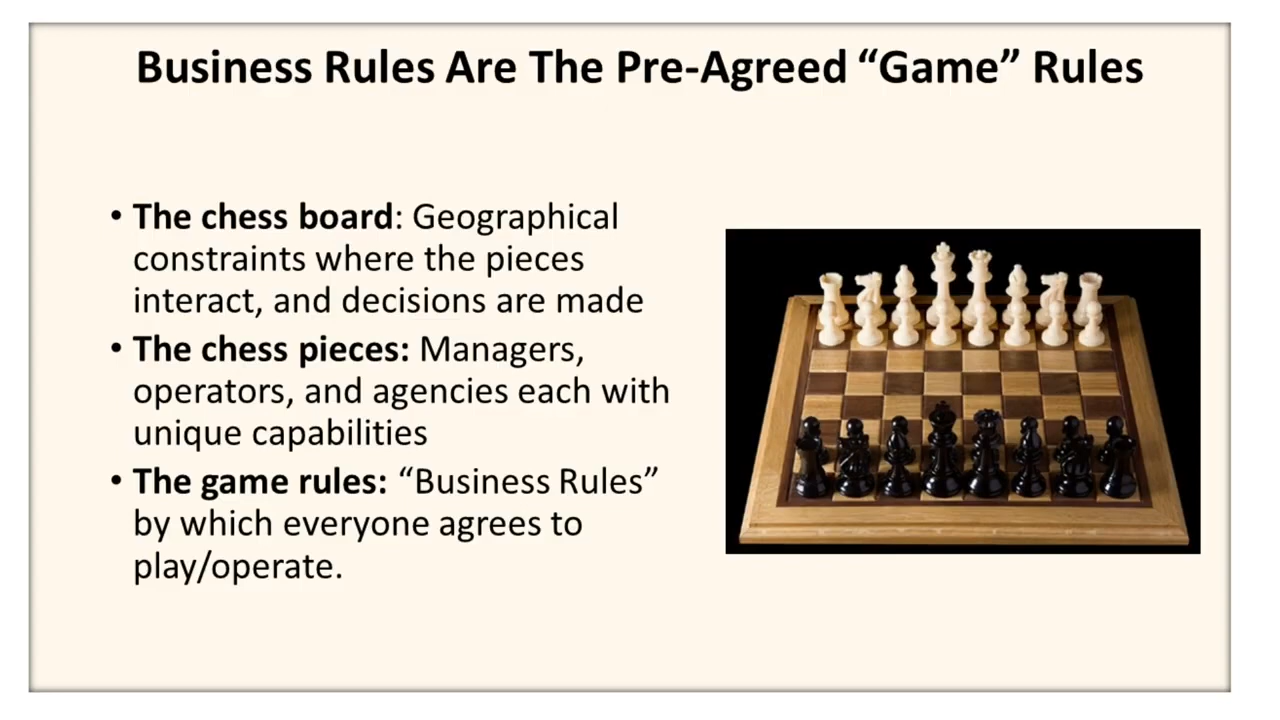 Business Rules Are The Pre-Agreed “Game” Rules
• The chess board: Geographical
constraints where the pieces
interact, and decisions are made
• The chess pieces: Managers,
operators, and agencies each with
unique capabilities
• The game rules: “Business Rules”
by which everyone agrees to
play/operate.